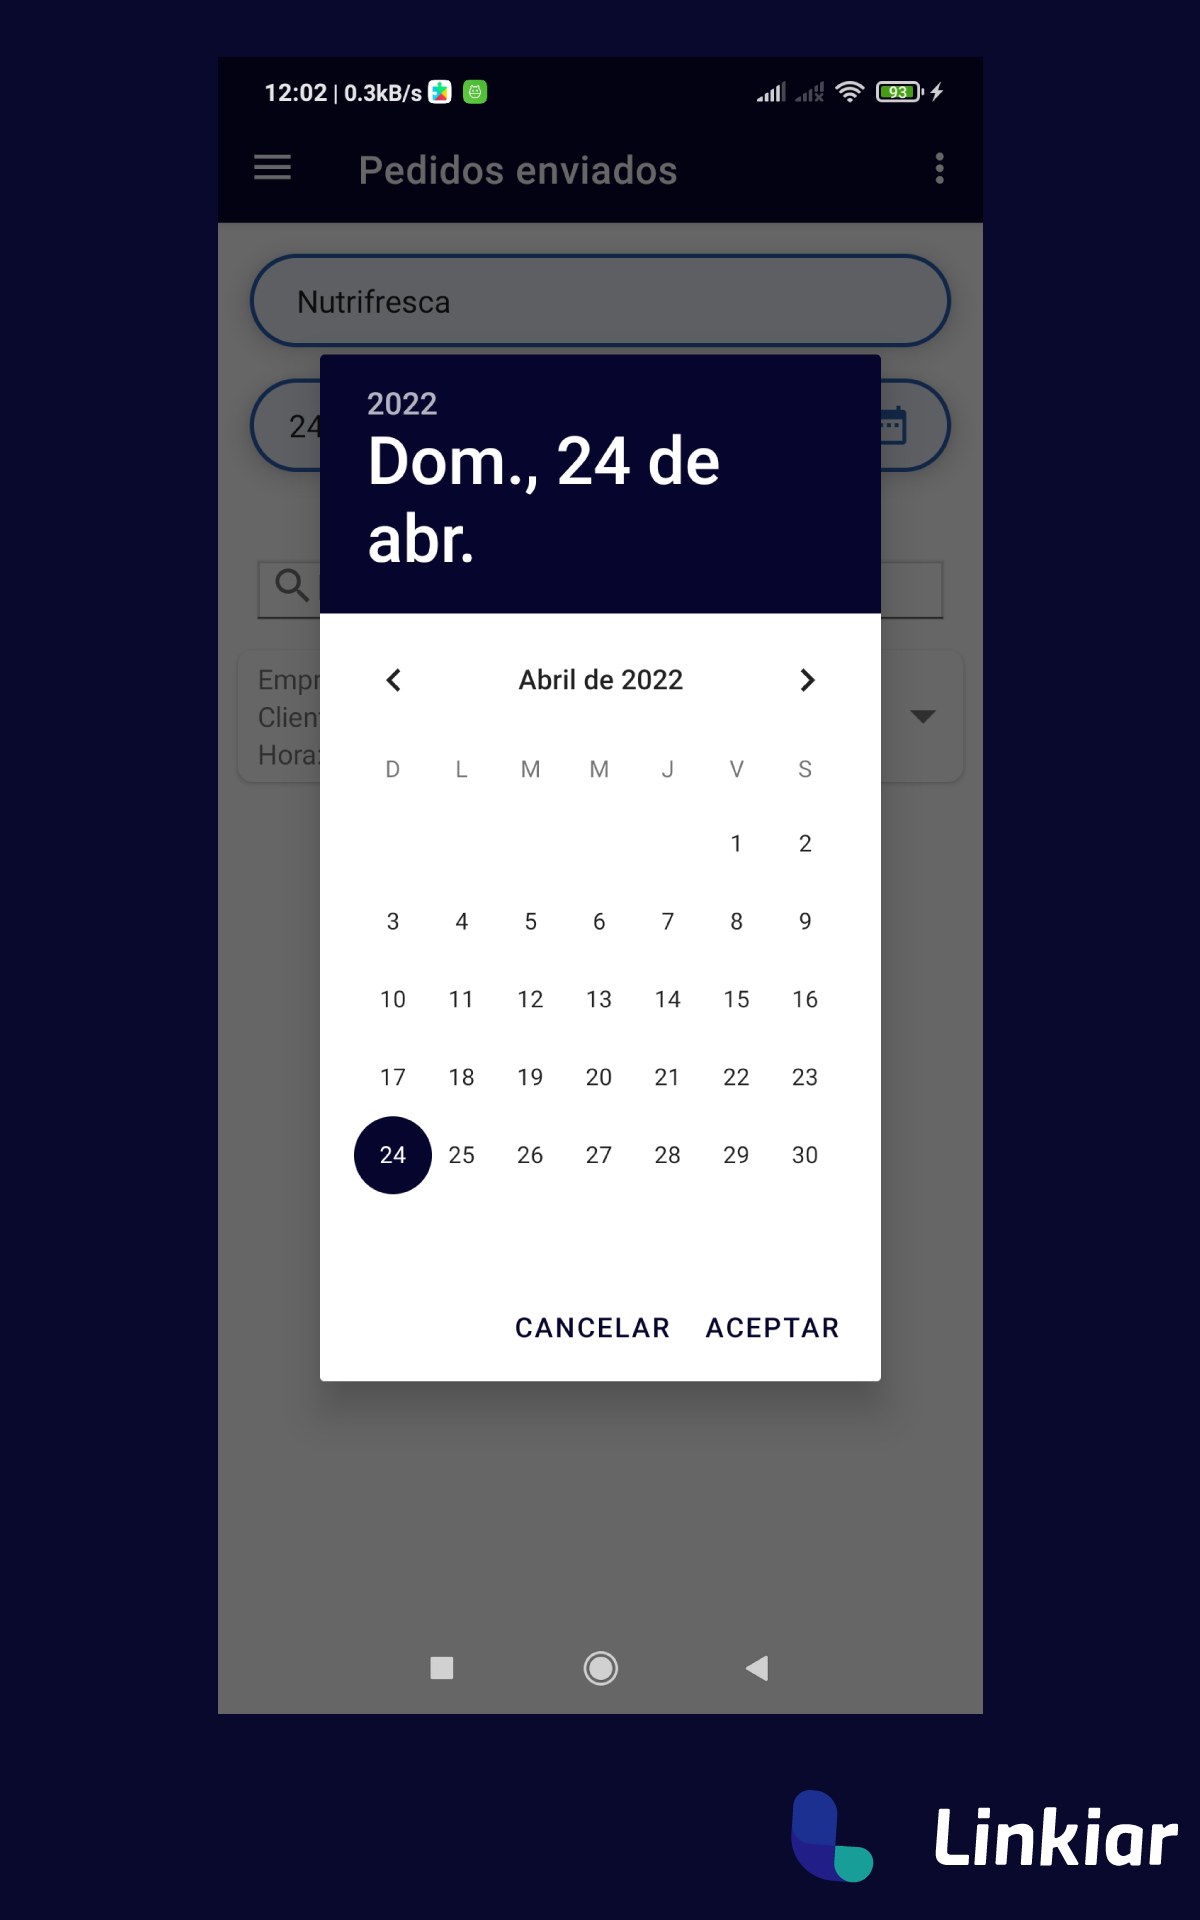 12:02 | 0.3kB/s
93
Pedidos enviados
Nutrifresca
24
2022
Dom., 24 de
abr.
Abril de 2022
D L M M J V S
1 2
3 4 5 6 7 8 9
10 11 12 13 14 15 16
17 18 19 20 21 22 23
24 25 26 27 28 29 30
Hora:
CANCELAR ACEPTAR
Linkiar